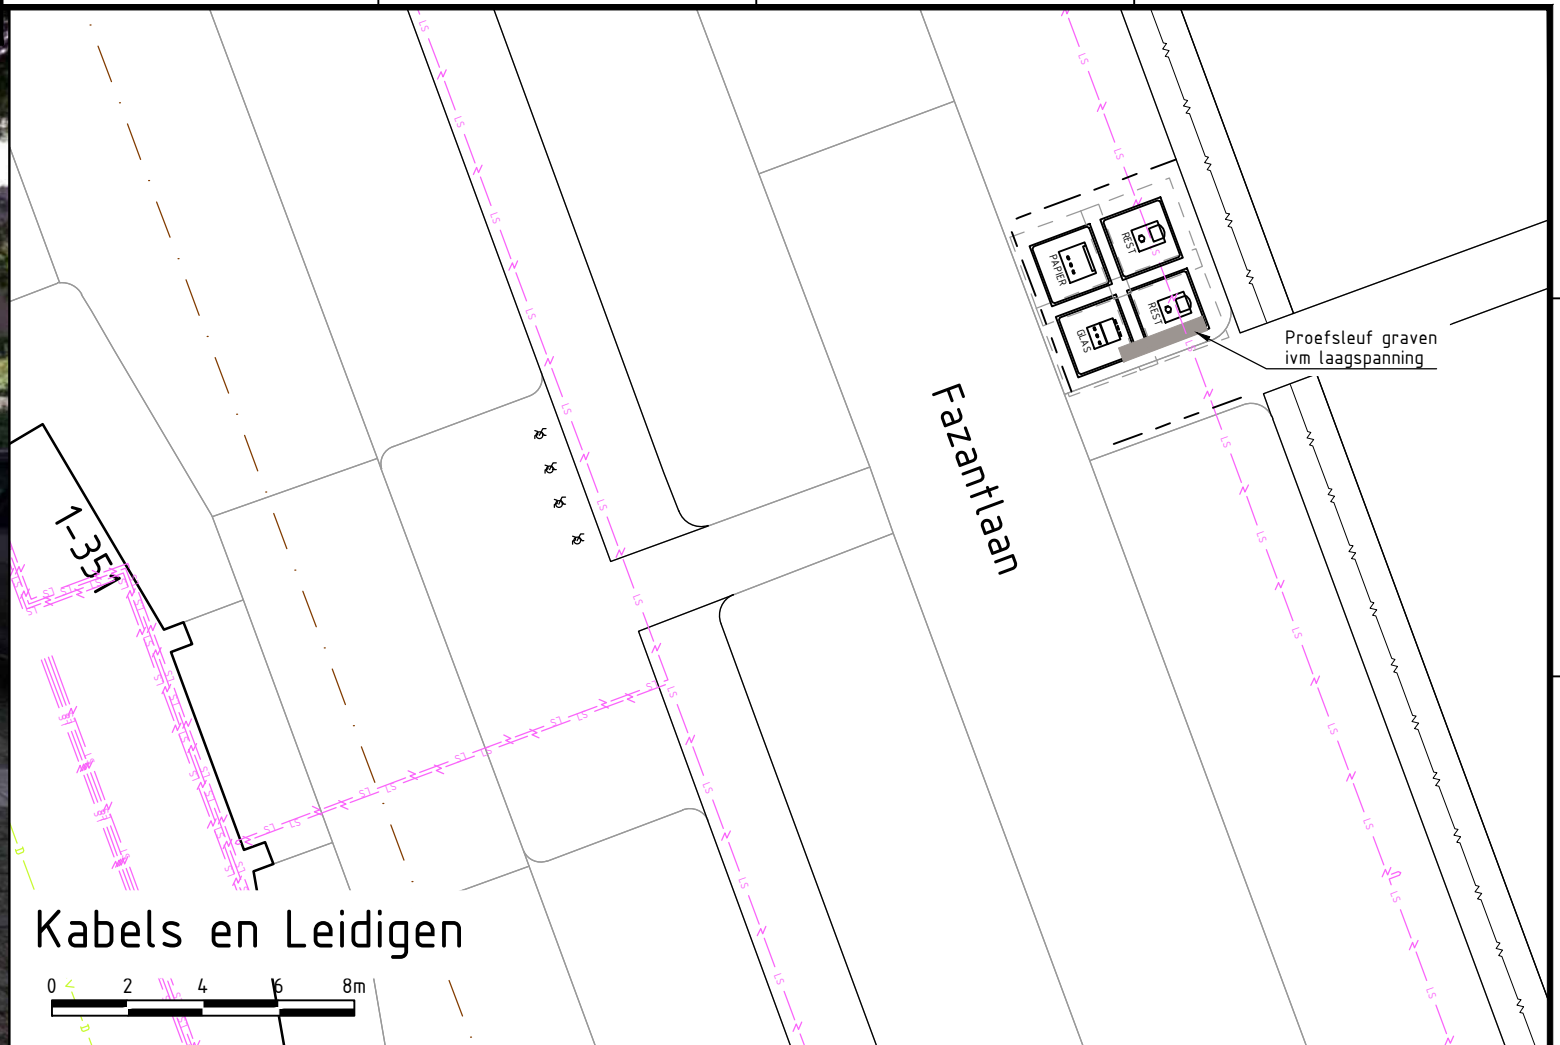 PAPIER
REST
GLAS
REST
Proefsleuf graven
ivm laagspanning
Fazantlaan
1-351
Kabels en Leidigen
0 2 4 6 8m
LS
D